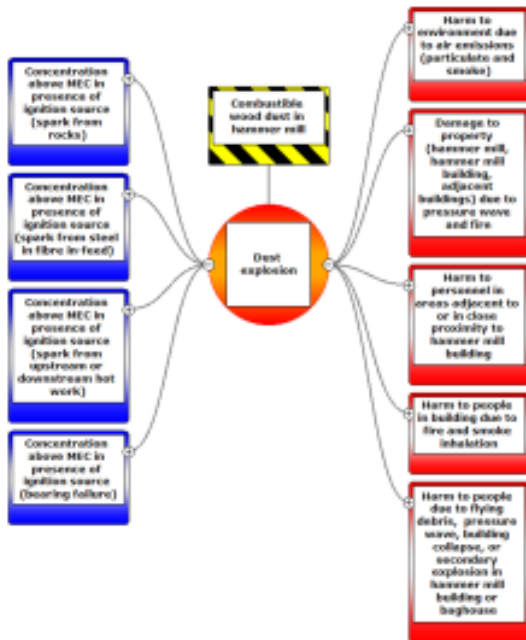 Concentration
above MEC in
presence of
ignition source
(spark from
rocks)
Concentration
above MEC in
presence of
ignition source
(spark from steel
in fibre in-feed)
Concentration
above MEC in
presence of
ignition source
(spark from
upstream or
downstream hot
work)
Concentration
above MEC in
presence of
ignition source
(bearing failure)
Combustible
wood dust in
hammer mill
Dust
explosion
Harm to
environment due
to air emissions
(particulate and
smoke)
Damage to
property
(hammer mill,
hammer mill
building,
adjacent
buildings) due to
pressure wave
and fire
Harm to
personnel in
areas adjacent to
or in close
proximity to
hammer mill
building
Harm to people
in building due to
fire and smoke
inhalation
Harm to people
due to flying
debris, pressure
wave, building
collapse, or
secondary
explosion in
hammer mill
building or
baghouse